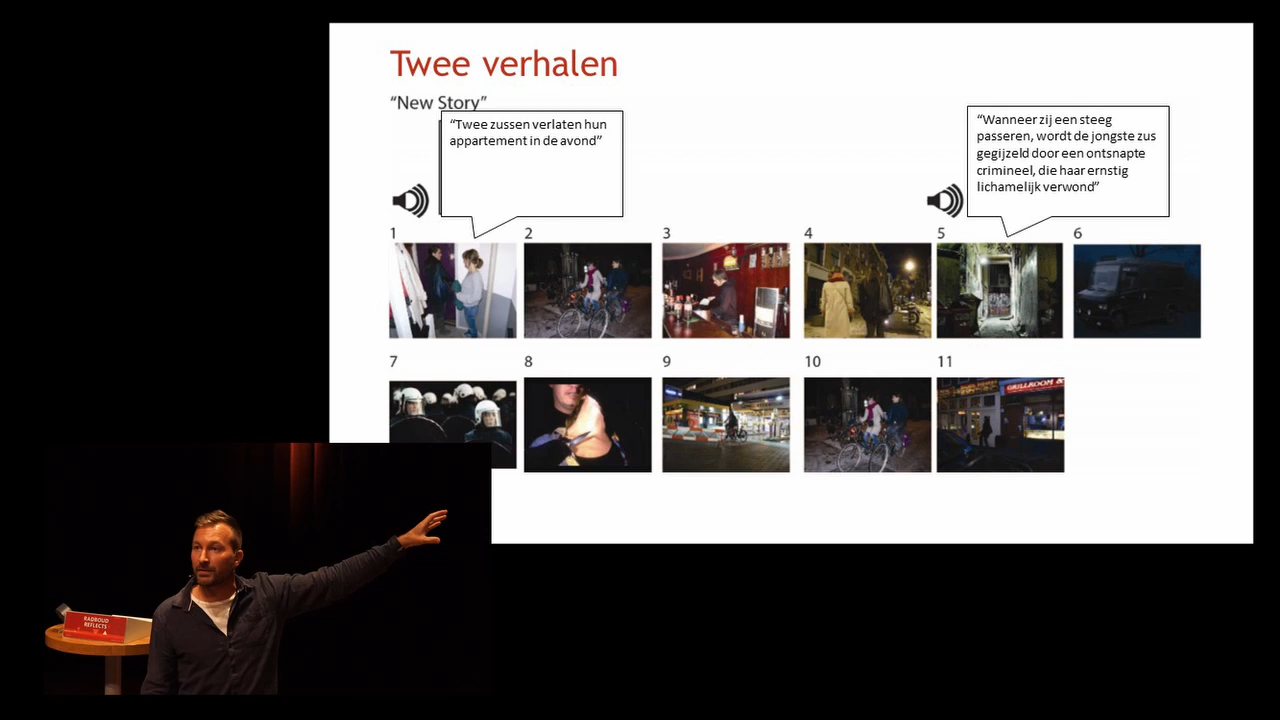 Twee verhalen
“New Story”
“Twee zussen verlaten hun
appartement in de avond”
“Wanneer zij een steeg
passeren, wordt de jongste zus
gegijzeld door een ontsnapte
crimineel, die haar ernstig
lichamelijk verwond”
1
2
3
4
5
6
7
8
9
10
11
GRILLROOM &
RADBOUD
REFLECTS